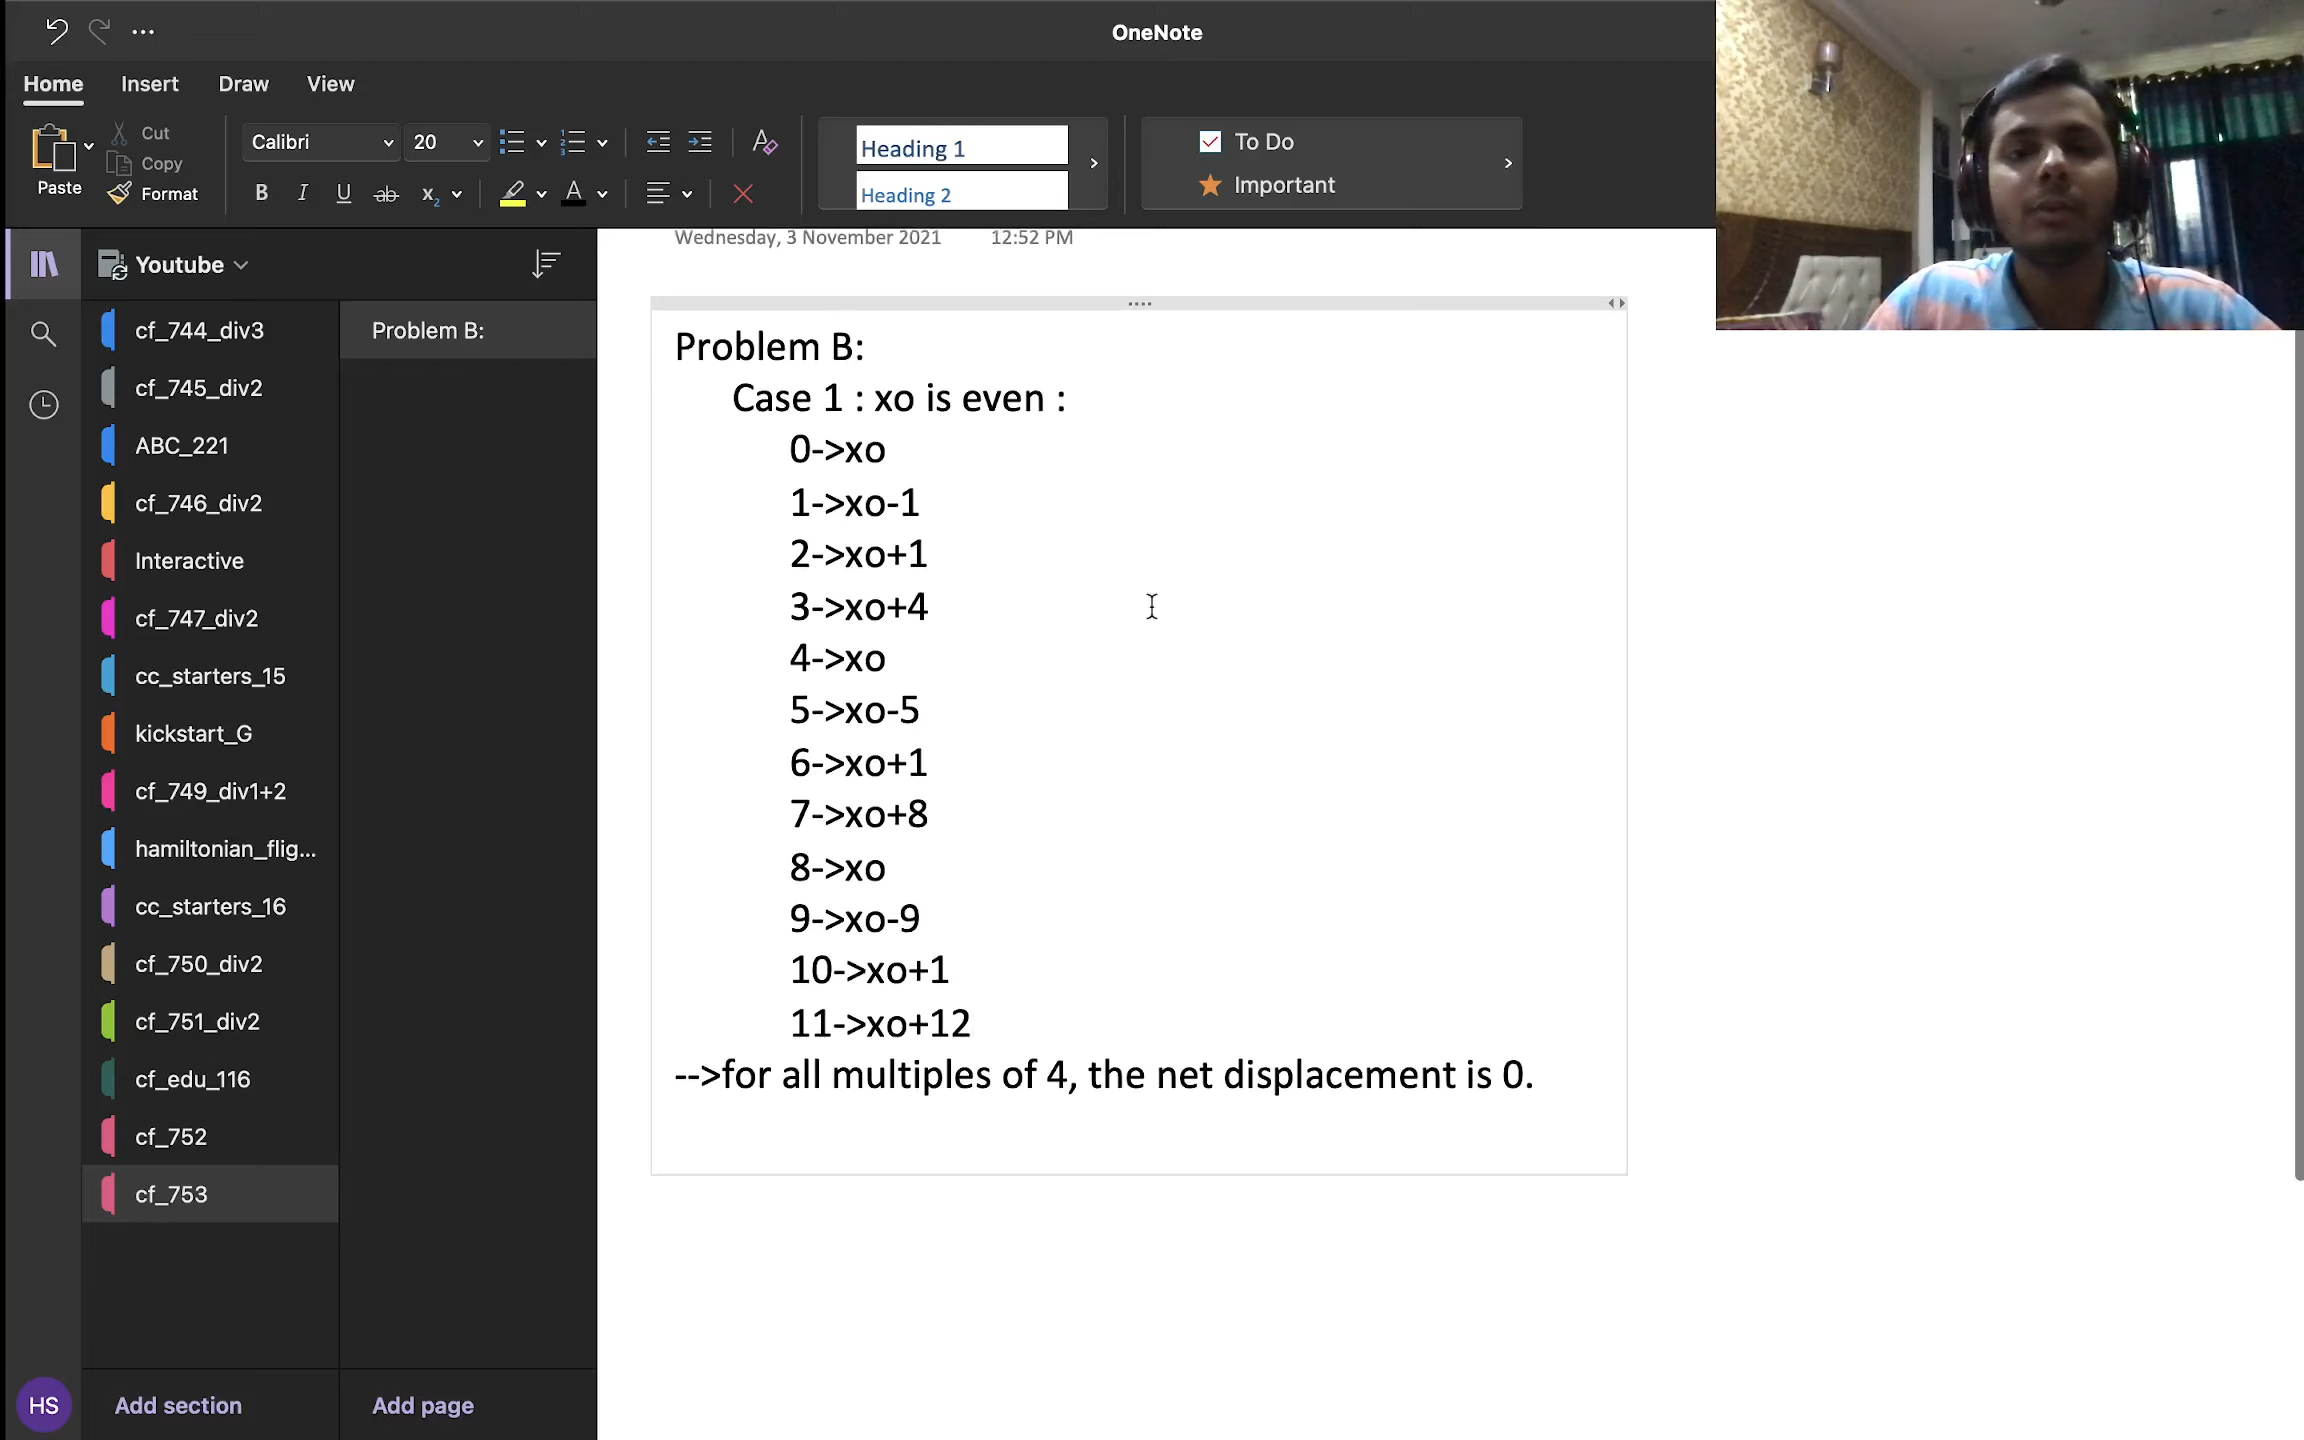 OneNote
Home Insert Draw View
Paste
Cut
Copy
Format
Calibri 20
B I U ab x₂ A
Heading 1
Heading 2
To Do
Important
Youtube
cf_744_div3
cf_745_div2
ABC_221
cf_746_div2
Interactive
cf_747_div2
cc_starters_15
kickstart_G
cf_749_div1+2
hamiltonian_flig...
cc_starters_16
cf_750_div2
cf_751_div2
cf_edu_116
cf_752
cf_753
HS
Add section
Problem B:
Add page
Wednesday, 3 November 2021 12:52 PM
Problem B:
Case 1 : xo is even :
0->xo
1->xo-1
2->xo+1
3->xo+4
4->xo
5->xo-5
6->xo+1
7->xo+8
8->xo
9->xo-9
10->xo+1
11->xo+12
-->for all multiples of 4, the net displacement is 0.